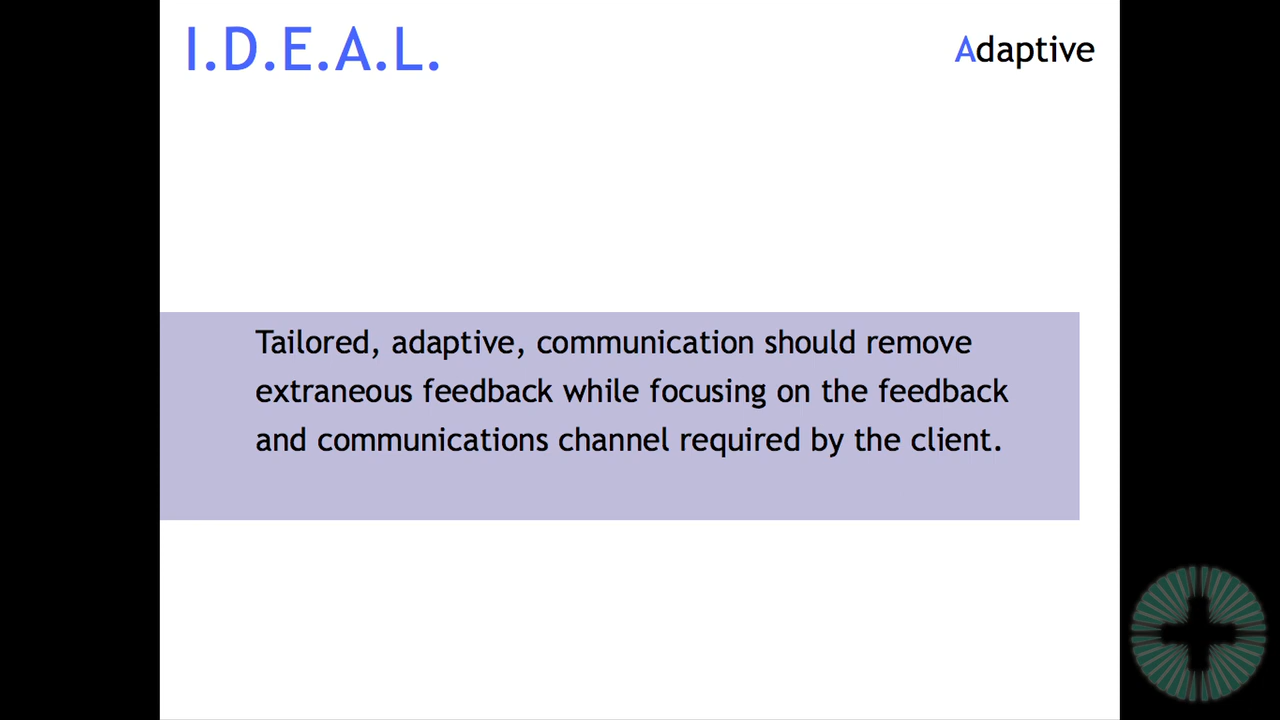 I.D.E.A.L.
Adaptive
Tailored, adaptive, communication should remove
extraneous feedback while focusing on the feedback
and communications channel required by the client.